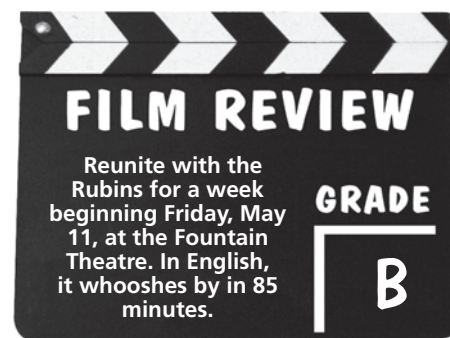 FILM REVIEW
Reunite with the
Rubins for a week
beginning Friday, May
11, at the Fountain
Theatre. In English,
it whooshes by in 85
minutes.
GRADE
B